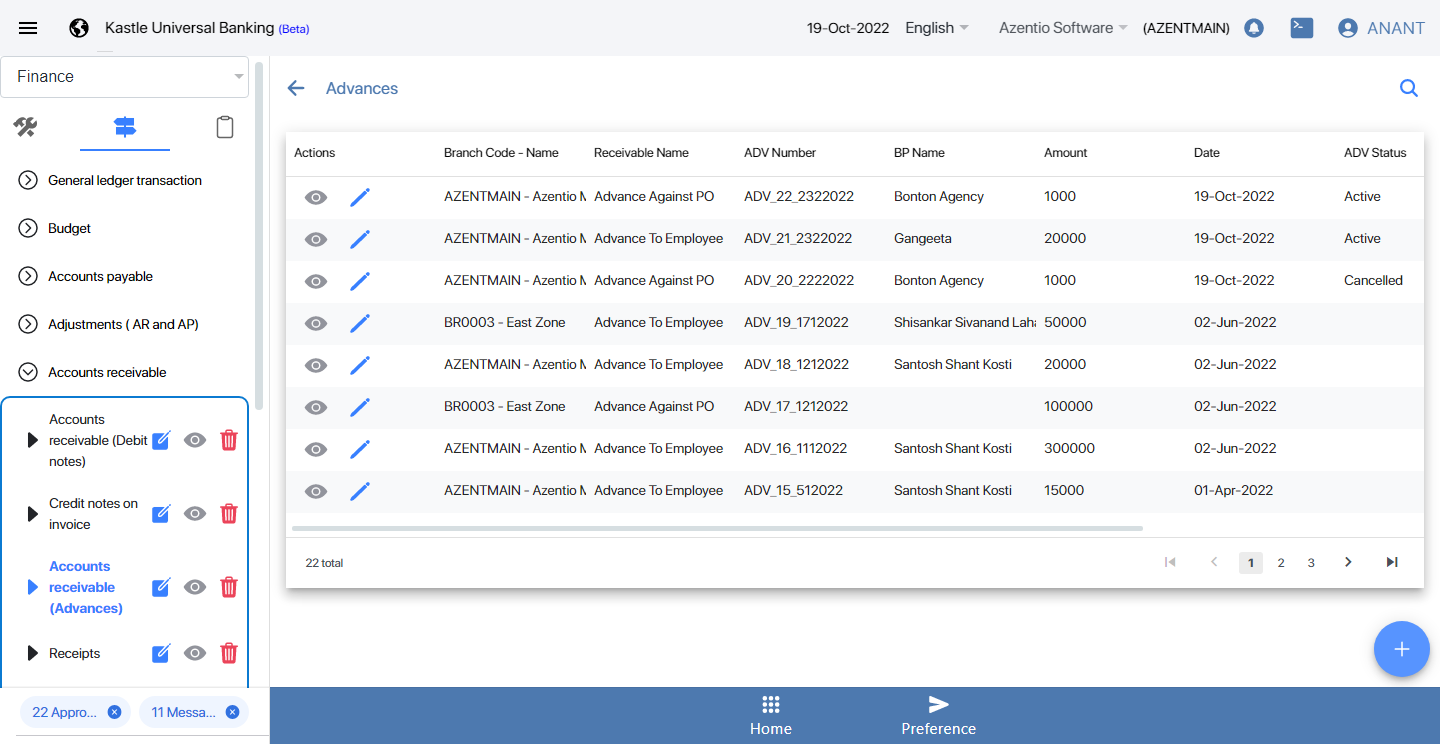 Kastle Universal Banking (Beta)
19-Oct-2022 English Azentio Software (AZENTMAIN) ANANT
Finance
General ledger transaction
Budget
Accounts payable
Adjustments ( AR and AP)
Accounts receivable
Accounts
receivable (Debit
notes)
Credit notes on
invoice
Accounts
receivable
(Advances)
Receipts
22 Appro...
11 Messa...
Advances
Actions Branch Code - Name Receivable Name ADV Number BP Name Amount Date ADV Status
AZENTMAIN - Azentio M Advance Against PO ADV_22_2322022 Bonton Agency 1000 19-Oct-2022 Active
AZENTMAIN - Azentio M Advance To Employee ADV_21_2322022 Gangeeta 20000 19-Oct-2022 Active
AZENTMAIN - Azentio M Advance Against PO ADV_20_2222022 Bonton Agency 1000 19-Oct-2022 Cancelled
BR0003 - East Zone Advance To Employee ADV_19_1712022 Shisankar Sivanand Laha 50000 02-Jun-2022
AZENTMAIN - Azentio M Advance To Employee ADV_18_1212022 Santosh Shant Kosti 20000 02-Jun-2022
BR0003 - East Zone Advance Against PO ADV_17_1212022 100000 02-Jun-2022
AZENTMAIN - Azentio M Advance To Employee ADV_16_1112022 Santosh Shant Kosti 300000 02-Jun-2022
AZENTMAIN - Azentio M Advance To Employee ADV_15_512022 Santosh Shant Kosti 15000 01-Apr-2022
22 total
1 2 3
Home
Preference